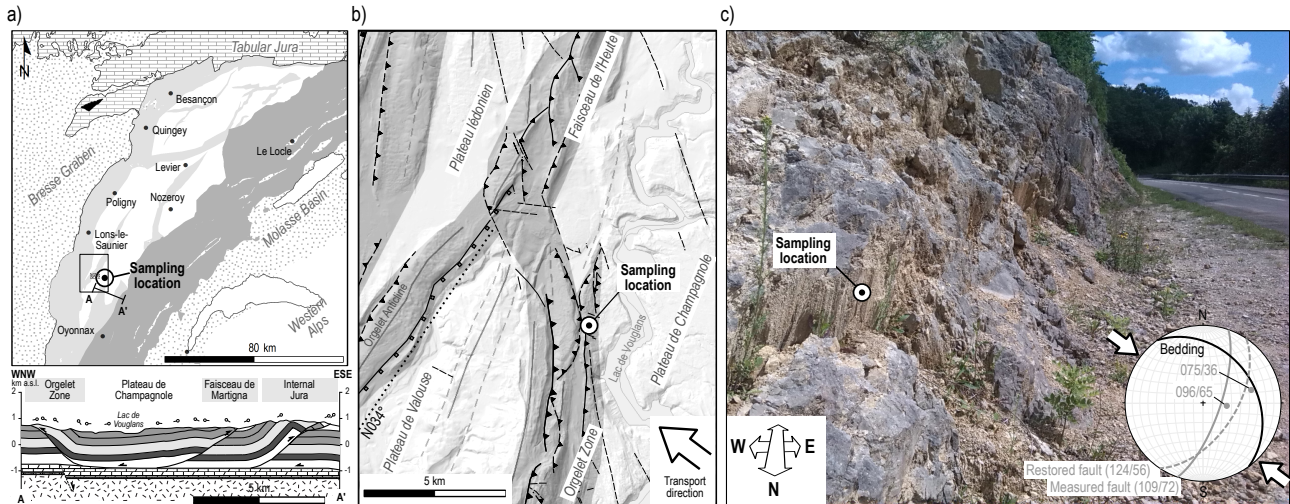 a)
N
Tabular Jura
Besançon
Quingey
Le Locle
Bresse Graben
Levier
Poligny
Nozeroy
Molasse Basin
Lons-le-
Saunier
Sampling
location
A
A'
Western
Alps
Oyonnax
80 km
WNW
ESE
km a.s.l.
Orgelet
Zone
Plateau de
Champagnole
Faisceau de
Martigna
Internal
Jura
Lac de
Vouglans
2
1
0
-1
2
1
0
-1
5 km
A
A'
b)
Plateau lédonien
Faisceau de l'Heute
Orgelet Anticline
Sampling
location
Lac de Vouglans
Plateau de Champagnole
N034°
Plateau de Valouse
Orgelet Zone
5 km
Transport
direction
c)
Sampling
location
W
E
N
N
Bedding
075/36
096/65
Restored fault (124/56)
Measured fault (109/72)
S